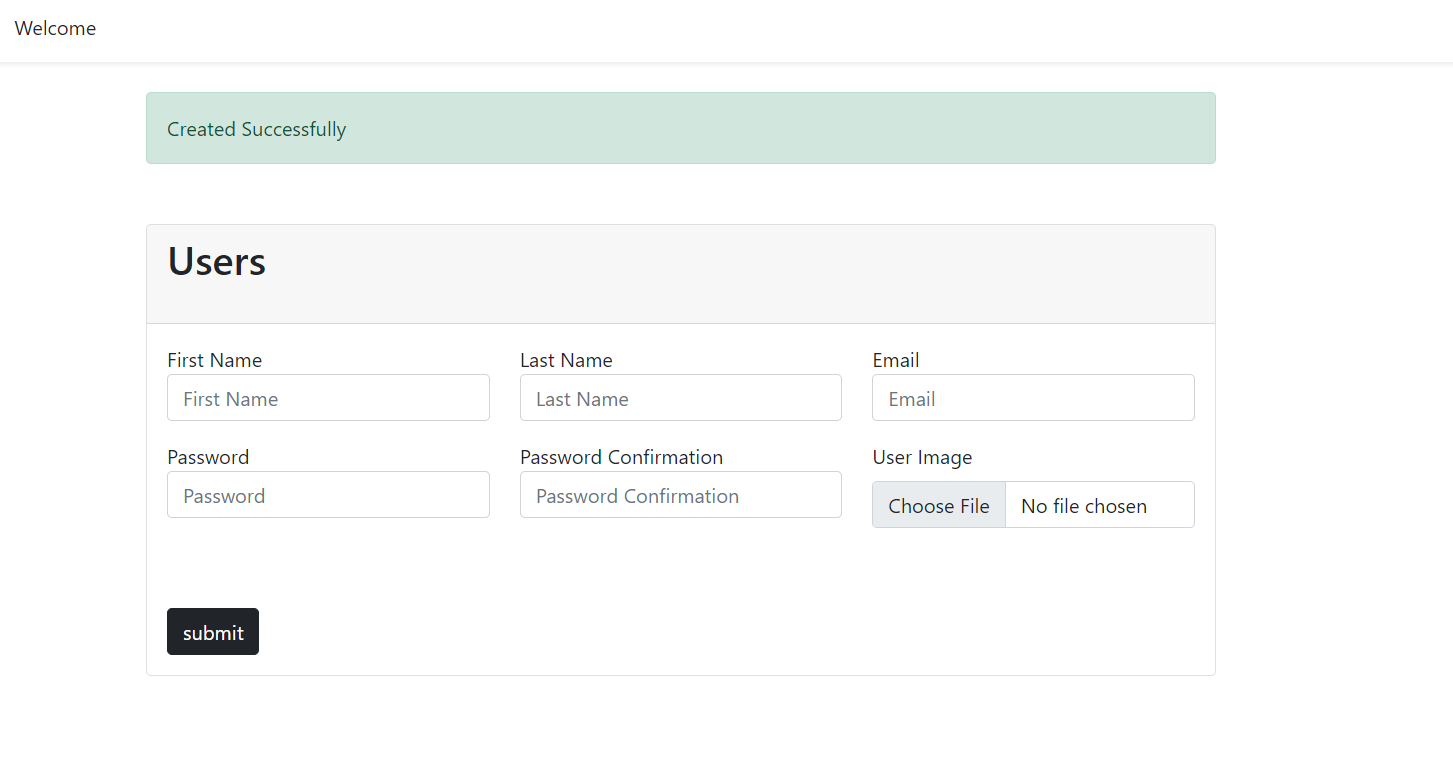 Welcome
Created Successfully
Users
First Name Last Name Email
First Name Last Name Email
Password Password Confirmation User Image
Password Password Confirmation Choose File No file chosen
submit